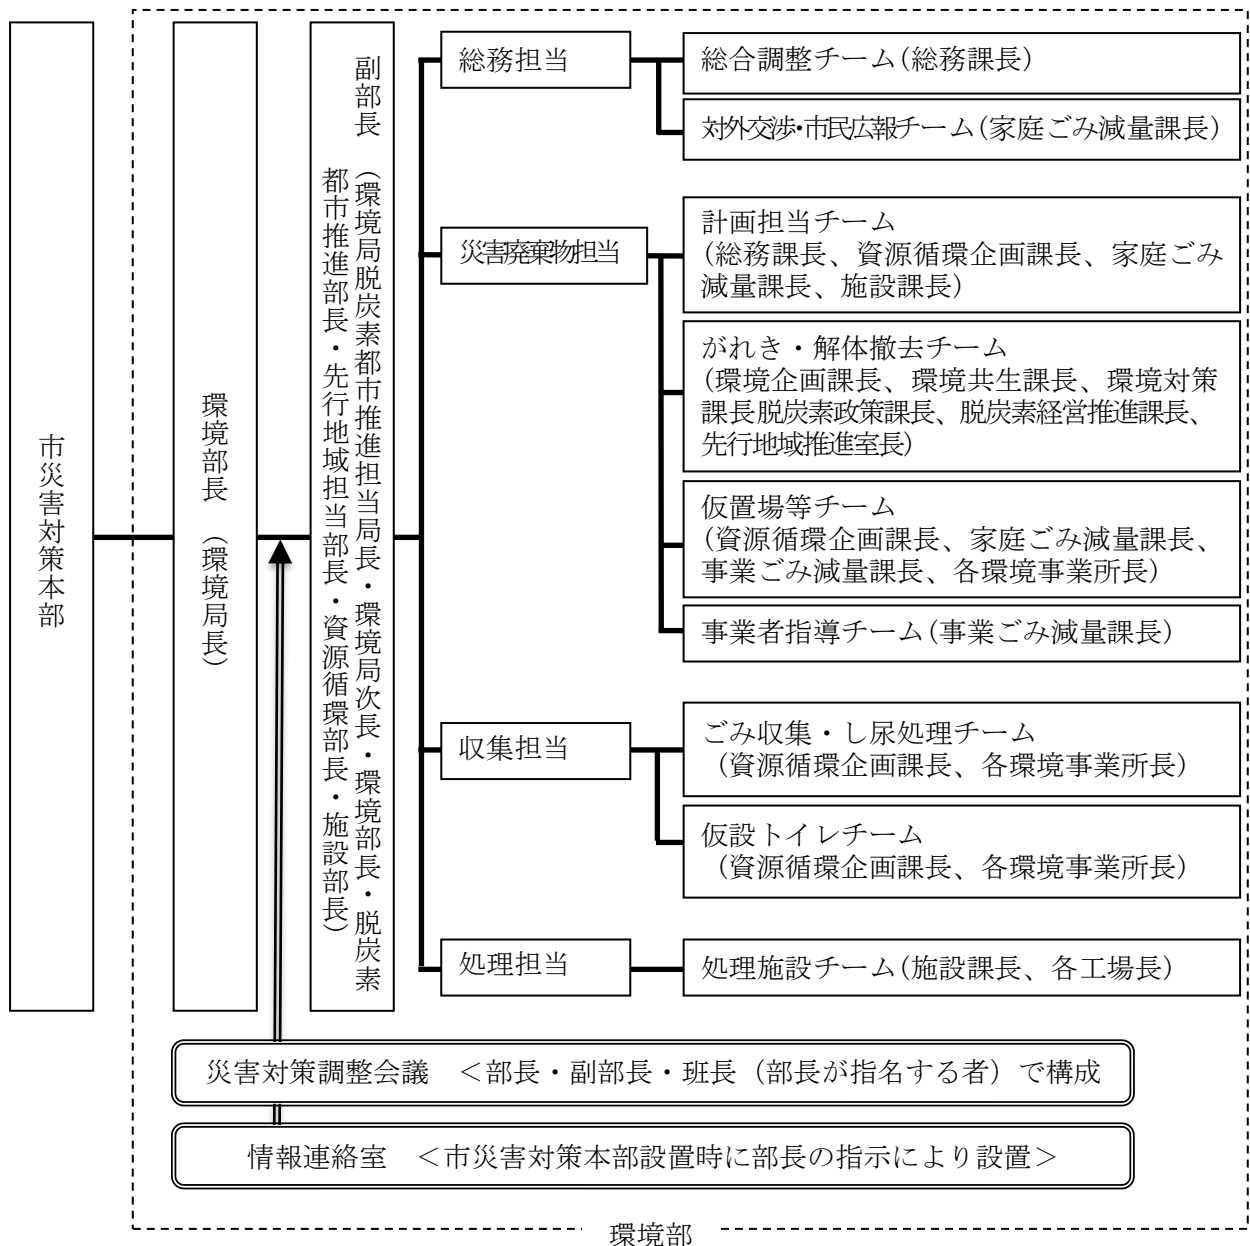 市災害対策本部
環境部長 （環境局長）
副部長 （環境局脱炭素都市推進担当局長・環境局次長・環境部長・脱炭素
都市推進部長・先行地域担当部長・資源循環部長・施設部長）
総務担当
総合調整チーム(総務課長)
対外交渉・市民広報チーム(家庭ごみ減量課長)
災害廃棄物担当
計画担当チーム
(総務課長、資源循環企画課長、家庭ごみ
減量課長、施設課長)
がれき・解体撤去チーム
(環境企画課長、環境共生課長、環境対策
課長脱炭素政策課長、脱炭素経営推進課長、
先行地域推進室長)
仮置場等チーム
(資源循環企画課長、家庭ごみ減量課長、
事業ごみ減量課長、各環境事業所長)
事業者指導チーム(事業ごみ減量課長)
収集担当
ごみ収集・し尿処理チーム
(資源循環企画課長、各環境事業所長)
仮設トイレチーム
(資源循環企画課長、各環境事業所長)
処理担当
処理施設チーム(施設課長、各工場長)
災害対策調整会議 ＜部長・副部長・班長（部長が指名する者）で構成
情報連絡室 ＜市災害対策本部設置時に部長の指示により設置＞
環境部